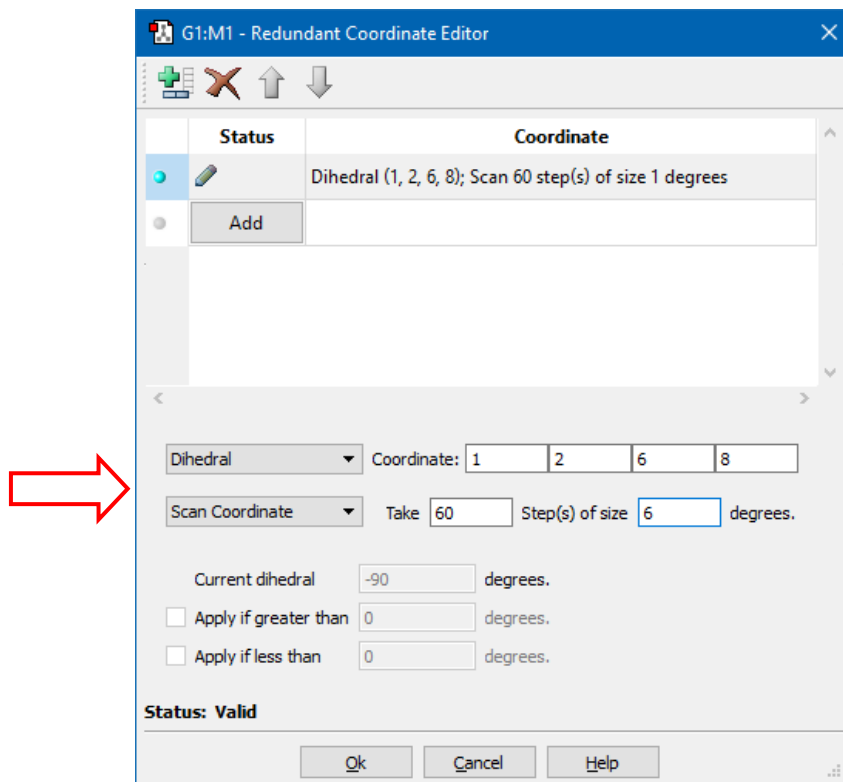 G1:M1 - Redundant Coordinate Editor
Status Coordinate
Dihedral (1, 2, 6, 8); Scan 60 step(s) of size 1 degrees
Add
Dihedral Coordinate: 1 2 6 8
Scan Coordinate Take 60 Step(s) of size 6 degrees.
Current dihedral -90 degrees.
Apply if greater than 0 degrees.
Apply if less than 0 degrees.
Status: Valid
Ok Cancel Help